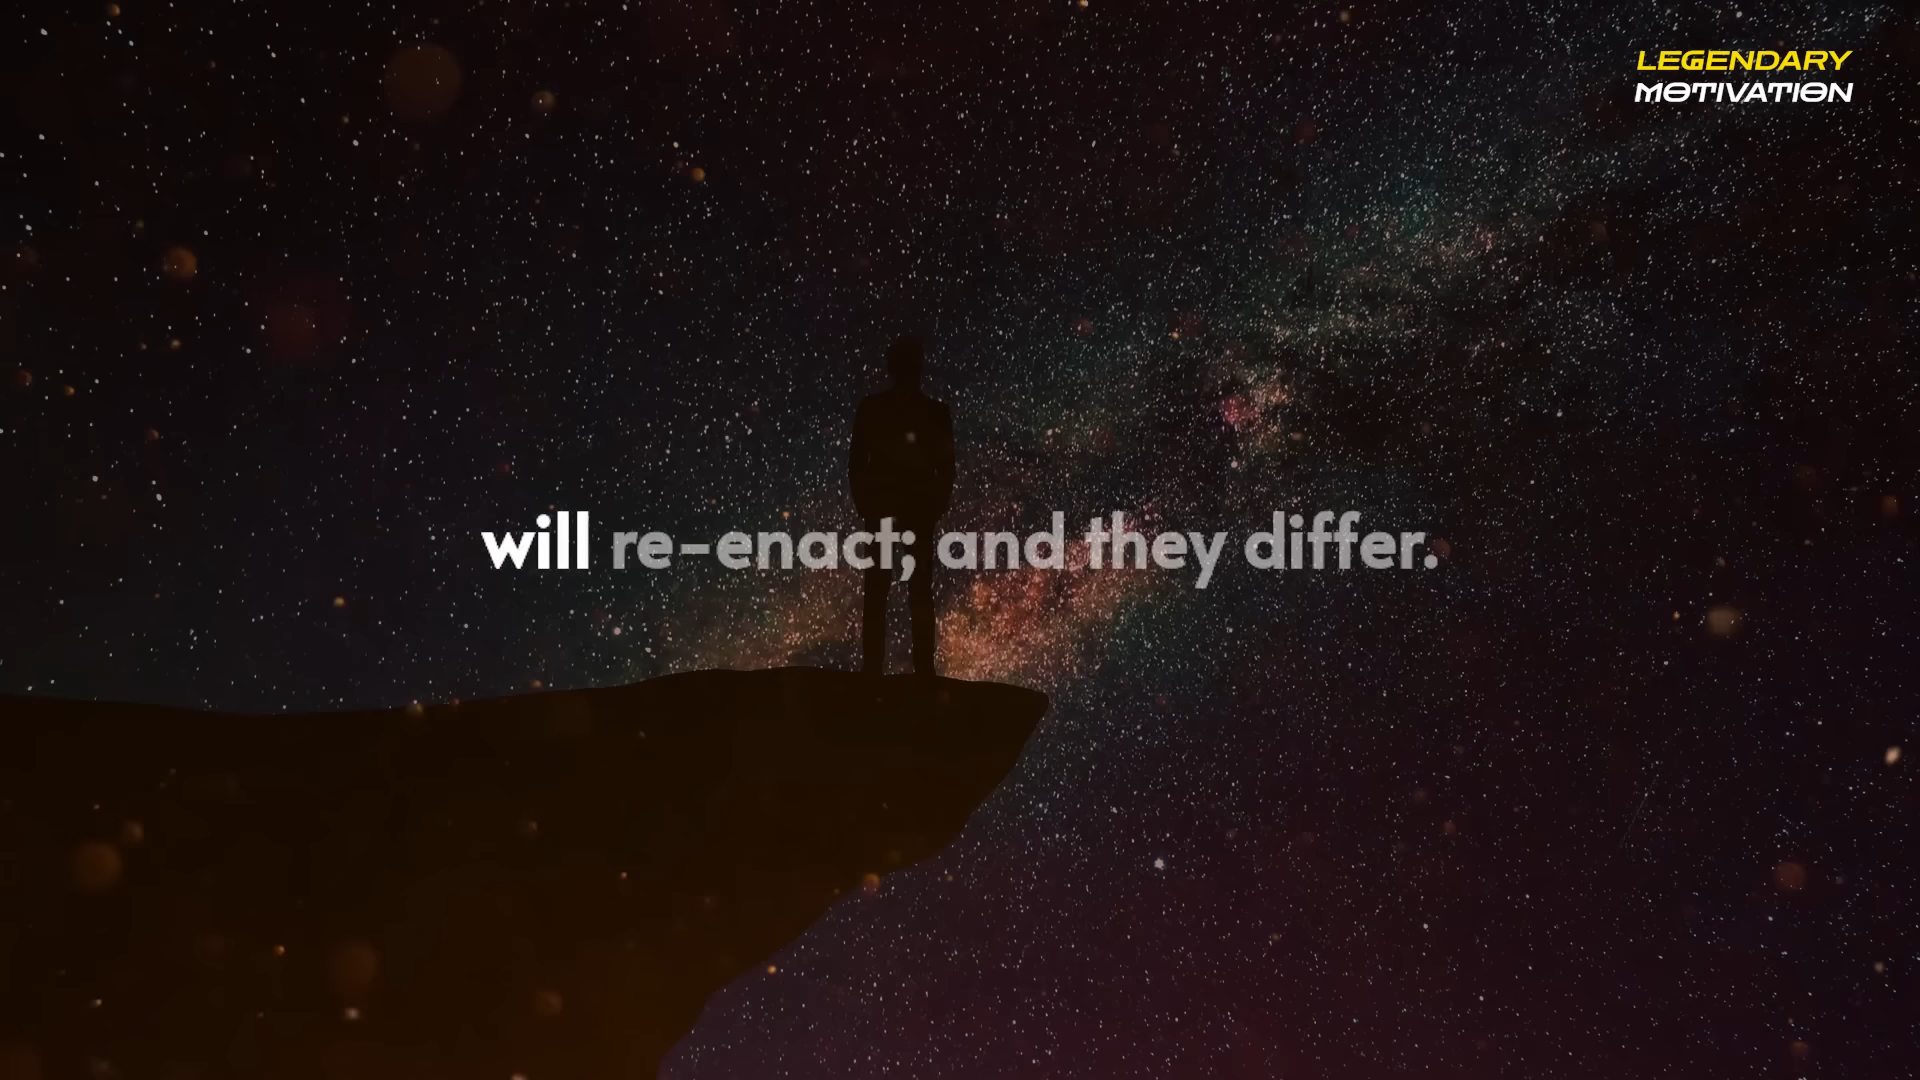 LEGENDARY
MOTIVATION
will re-enact; and they differ.